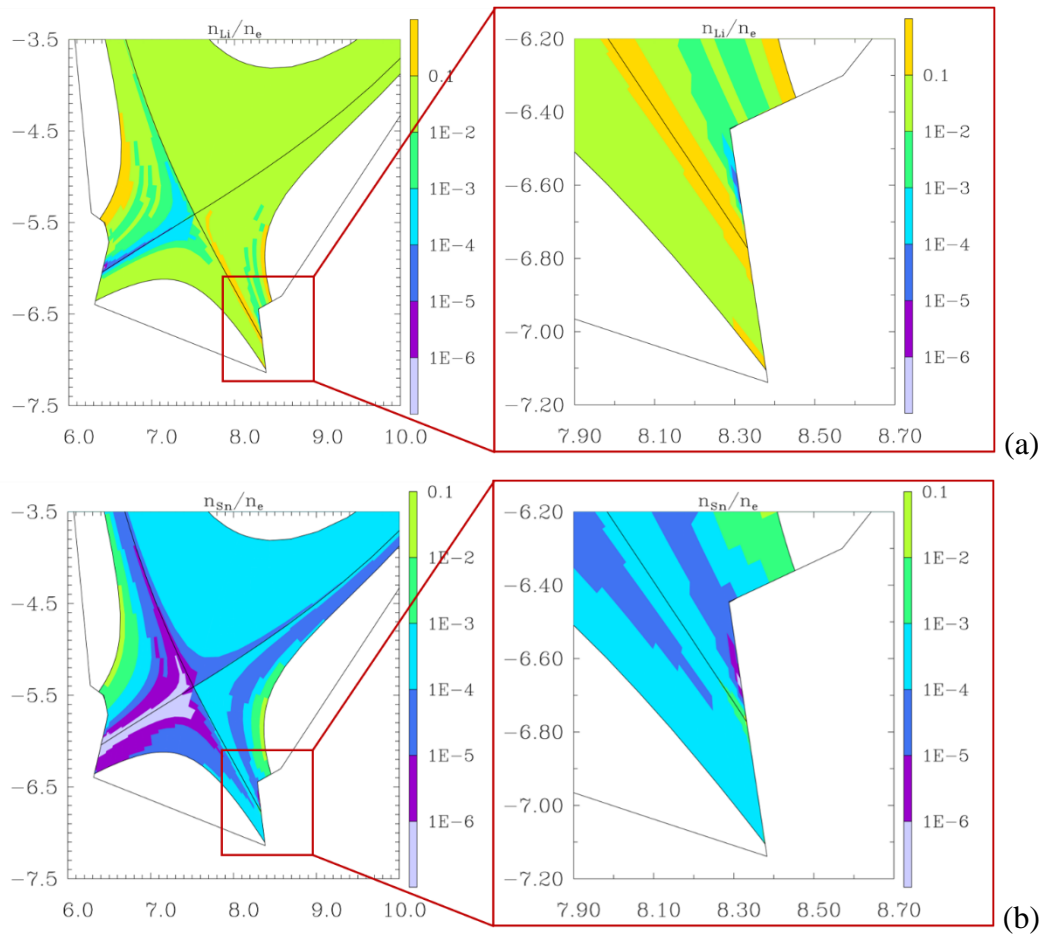 n_Li/n_e
n_Li/n_e
−3.5
−4.5
−5.5
−6.5
−7.5
6.0 7.0 8.0 9.0 10.0
0.1
1E−2
1E−3
1E−4
1E−5
1E−6
−6.20
−6.40
−6.60
−6.80
−7.00
−7.20
7.90 8.10 8.30 8.50 8.70
0.1
1E−2
1E−3
1E−4
1E−5
1E−6
(a)
n_Sn/n_e
n_Sn/n_e
−3.5
−4.5
−5.5
−6.5
−7.5
6.0 7.0 8.0 9.0 10.0
0.1
1E−2
1E−3
1E−4
1E−5
1E−6
−6.20
−6.40
−6.60
−6.80
−7.00
−7.20
7.90 8.10 8.30 8.50 8.70
0.1
1E−2
1E−3
1E−4
1E−5
1E−6
(b)